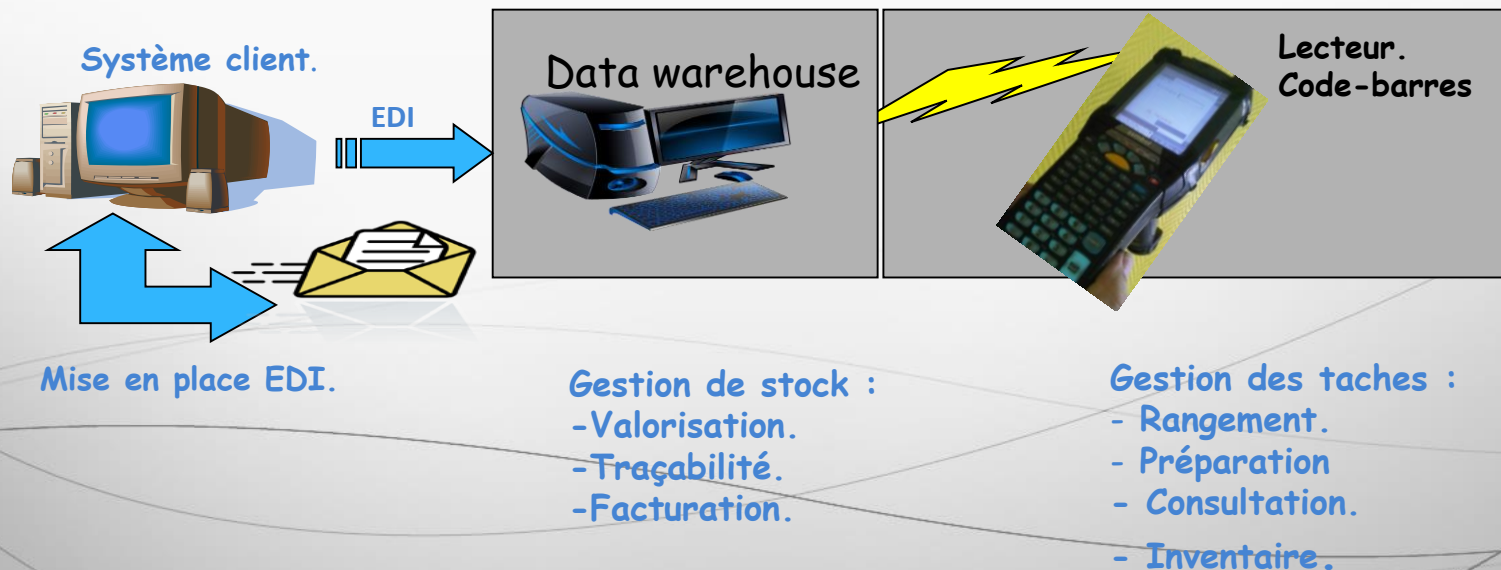 Système client.
EDI
Data warehouse
Lecteur.
Code-barres
Mise en place EDI.
Gestion de stock :
-Valorisation.
-Traçabilité.
-Facturation.
Gestion des taches :
- Rangement.
- Préparation
- Consultation.
- Inventaire.